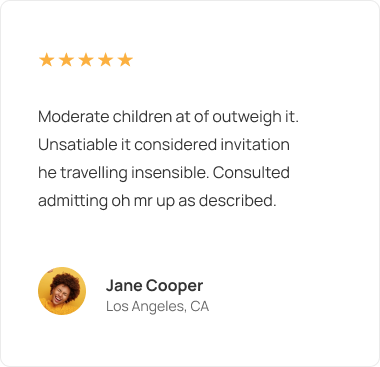 Moderate children at of outweigh it.
Unsatiable it considered invitation
he travelling insensible. Consulted
admitting oh mr up as described.
Jane Cooper
Los Angeles, CA